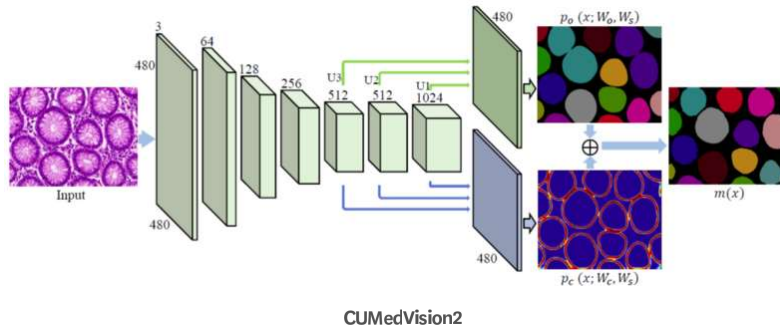 3
480
64
128
256
U3
512
U2
512
U1
1024
480
p_o (x; W_o, W_s)
Input
480
480
p_c (x; W_c, W_s)
m(x)
CUMedVision2